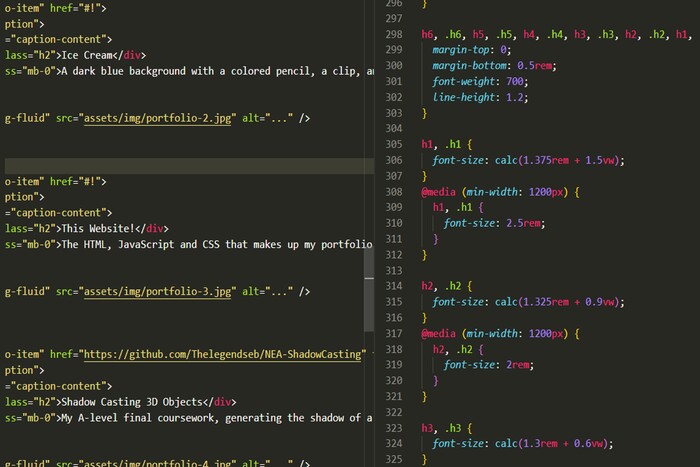 o-item" href="#!">
ption">
="caption-content">
lass="h2">Ice Cream</div>
ss="mb-0">A dark blue background with a colored pencil, a clip, a
g-fluid" src="assets/img/portfolio-2.jpg" alt="..." />
o-item" href="#!">
ption">
="caption-content">
lass="h2">This Website!</div>
ss="mb-0">The HTML, JavaScript and CSS that makes up my portfolio
g-fluid" src="assets/img/portfolio-3.jpg" alt="..." />
o-item" href="https://github.com/Thelegendseb/NEA-ShadowCasting"
ption">
="caption-content">
lass="h2">Shadow Casting 3D Objects</div>
ss="mb-0">My A-level final coursework, generating the shadow of a
g-fluid" src="assets/img/portfolio-4.jpg" alt="..." />
296 }
297
298 h6, .h6, h5, .h5, h4, .h4, h3, .h3, h2, .h2, h1,
299 margin-top: 0;
300 margin-bottom: 0.5rem;
301 font-weight: 700;
302 line-height: 1.2;
303 }
304
305 h1, .h1 {
306 font-size: calc(1.375rem + 1.5vw);
307 }
308 @media (min-width: 1200px) {
309 h1, .h1 {
310 font-size: 2.5rem;
311 }
312 }
313
314 h2, .h2 {
315 font-size: calc(1.325rem + 0.9vw);
316 }
317 @media (min-width: 1200px) {
318 h2, .h2 {
319 font-size: 2rem;
320 }
321 }
322
323 h3, .h3 {
324 font-size: calc(1.3rem + 0.6vw);
325 }